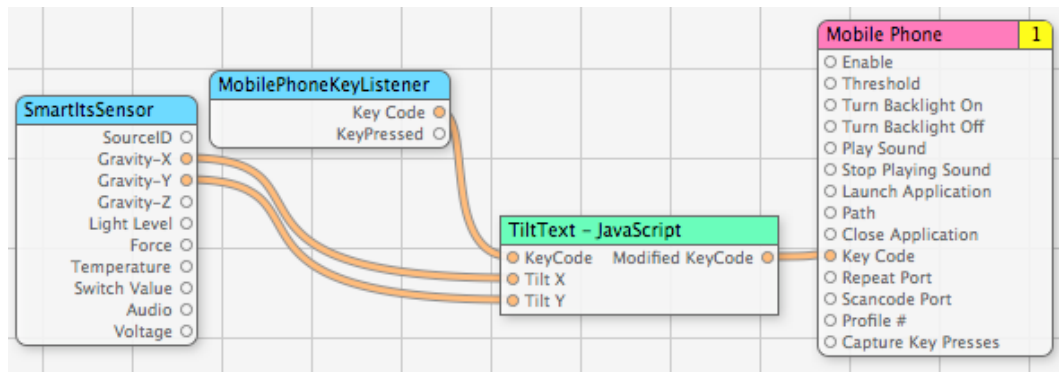 SmartItsSensor
SourceID
Gravity-X
Gravity-Y
Gravity-Z
Light Level
Force
Temperature
Switch Value
Audio
Voltage
MobilePhoneKeyListener
Key Code
KeyPressed
TiltText - JavaScript
KeyCode Modified KeyCode
Tilt X
Tilt Y
Mobile Phone 1
Enable
Threshold
Turn Backlight On
Turn Backlight Off
Play Sound
Stop Playing Sound
Launch Application
Path
Close Application
Key Code
Repeat Port
Scancode Port
Profile #
Capture Key Presses